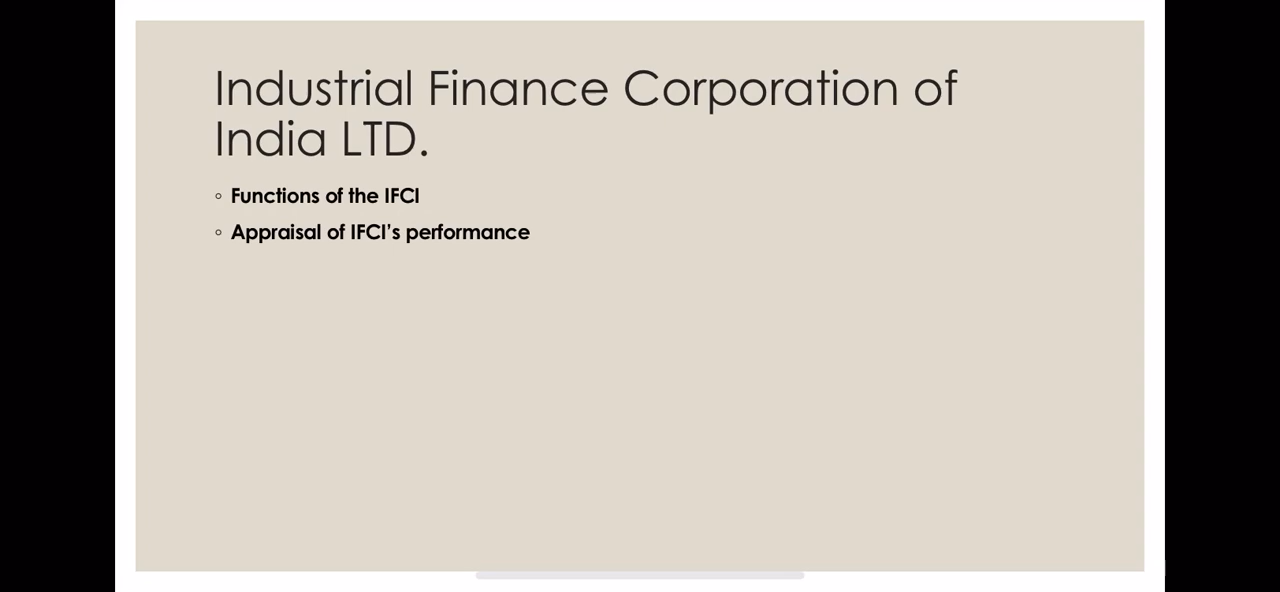 Industrial Finance Corporation of
India LTD.
◦ Functions of the IFCI
◦ Appraisal of IFCI’s performance